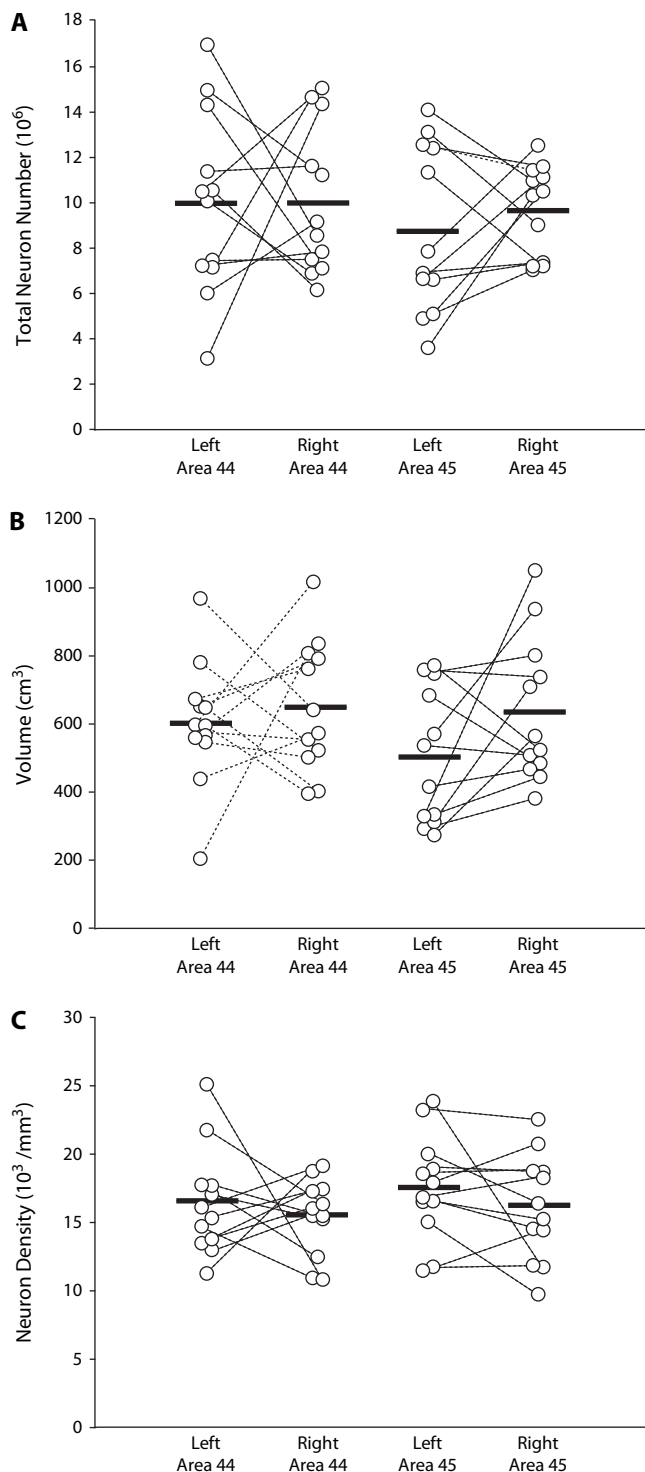 A
Total Neuron Number (10⁶)
18
16
14
12
10
8
6
4
2
0
Left
Area 44
Right
Area 44
Left
Area 45
Right
Area 45
B
Volume (cm³)
1200
1000
800
600
400
200
0
Left
Area 44
Right
Area 44
Left
Area 45
Right
Area 45
C
Neuron Density (10³ /mm³)
30
25
20
15
10
5
0
Left
Area 44
Right
Area 44
Left
Area 45
Right
Area 45